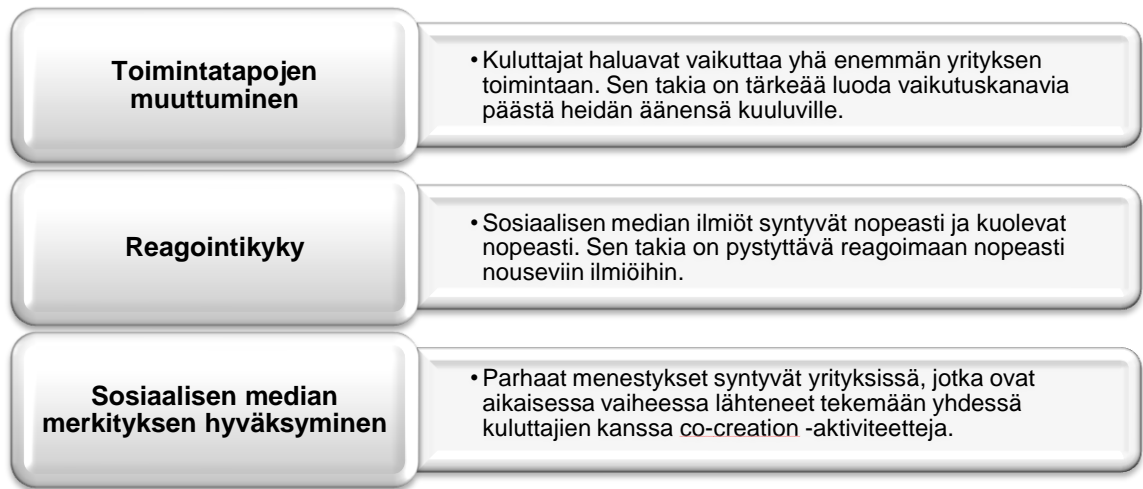 Toimintatapojen
muuttuminen
• Kuluttajat haluavat vaikuttaa yhä enemmän yrityksen
toimintaan. Sen takia on tärkeää luoda vaikutuskanavia
päästä heidän äänensä kuuluville.
Reagointikyky
• Sosiaalisen median ilmiöt syntyvät nopeasti ja kuolevat
nopeasti. Sen takia on pystyttävä reagoimaan nopeasti
nouseviin ilmiöihin.
Sosiaalisen median
merkityksen hyväksyminen
• Parhaat menestykset syntyvät yrityksissä, jotka ovat
aikaisessa vaiheessa lähteneet tekemään yhdessä
kuluttajien kanssa co-creation -aktiviteetteja.